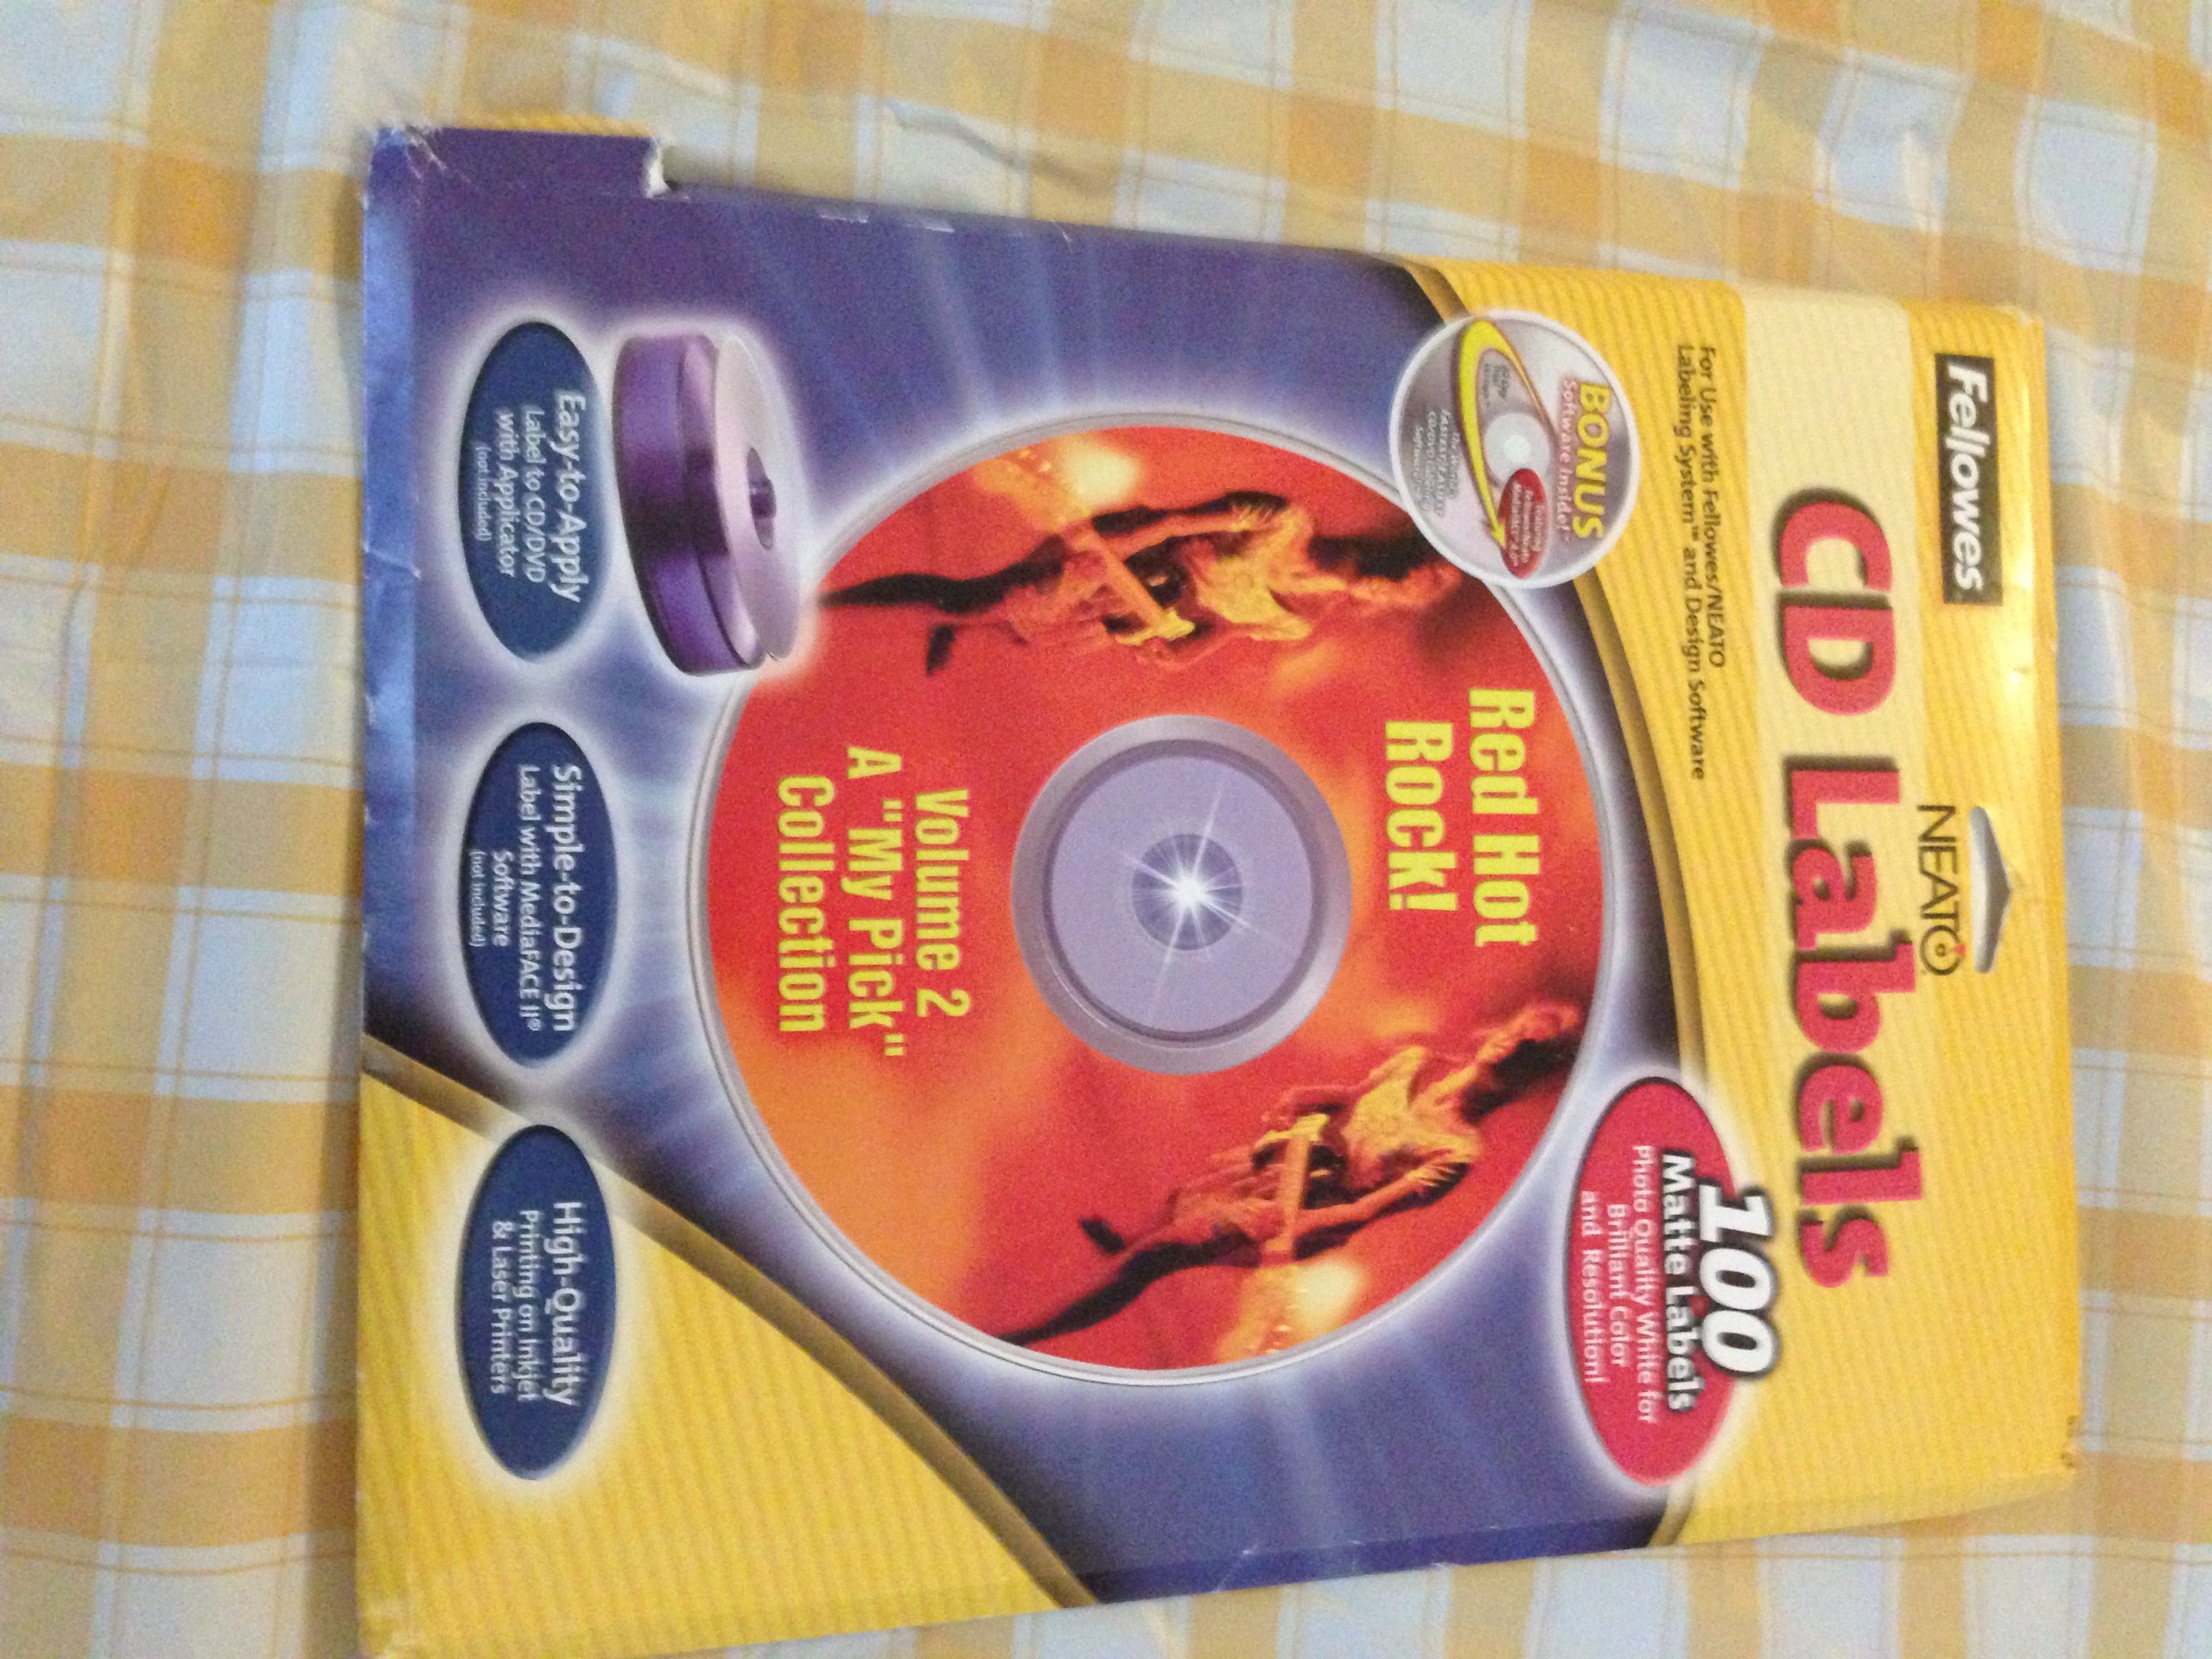 Fellowes
NEATO
CD Labels
For Use with Fellowes/NEATO
Labeling System™ and Design Software
100
Matte Labels
Photo Quality White for
Brilliant Color
and Resolution!
BONUS
Software Inside!
Red Hot
Rock!
Volume 2
A "My Pick"
Collection
Easy-to-Apply
Label to CD/DVD
with Applicator
(not included)
Simple-to-Design
Label with MediaFACE II®
Software
(not included)
High-Quality
Printing on Inkjet
& Laser Printers